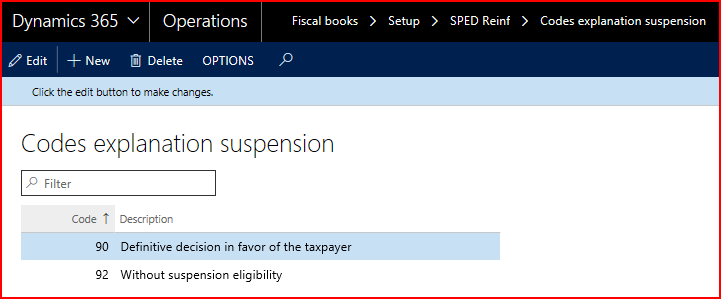 Dynamics 365 Operations Fiscal books > Setup > SPED Reinf > Codes explanation suspension
Edit + New Delete OPTIONS
Click the edit button to make changes.
Codes explanation suspension
Filter
Code ↑ Description
90 Definitive decision in favor of the taxpayer
92 Without suspension eligibility